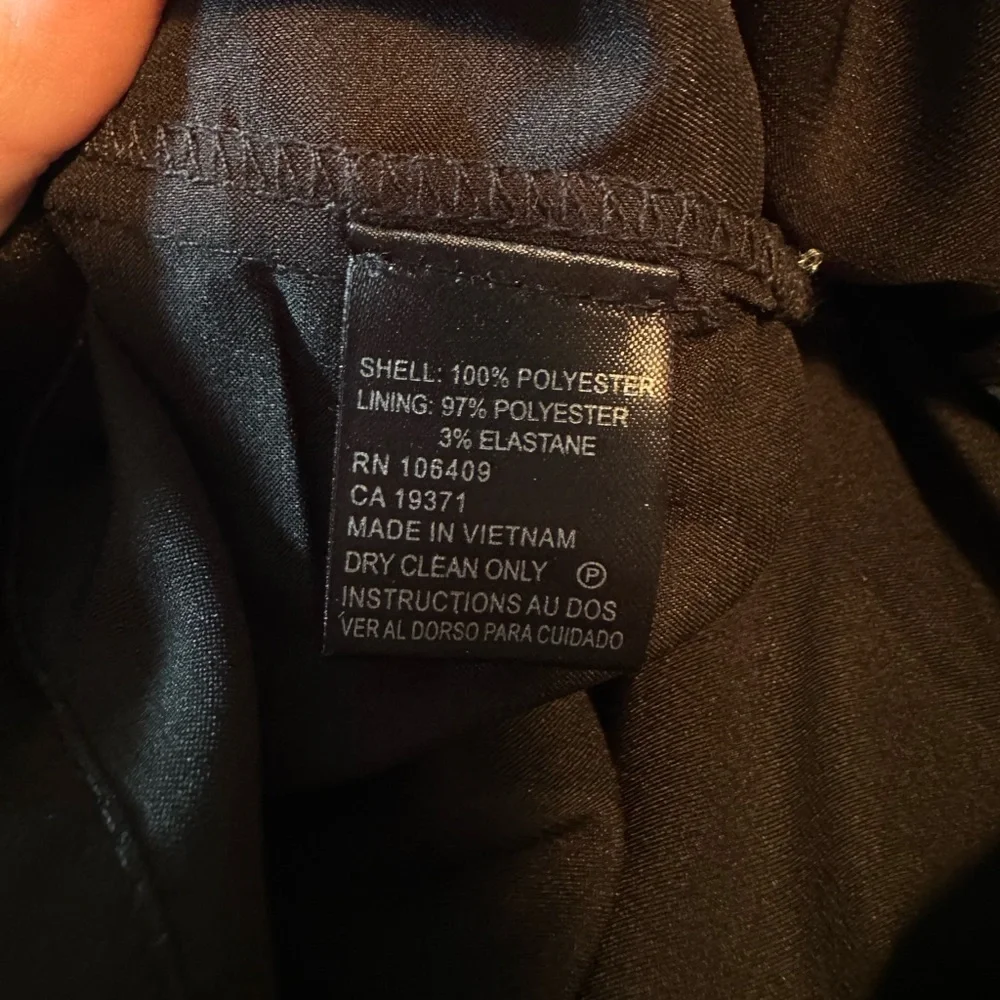 SHELL: 100% POLYESTER
LINING: 97% POLYESTER
3% ELASTANE
RN 106409
CA 19371
MADE IN VIETNAM
DRY CLEAN ONLY Ⓟ
INSTRUCTIONS AU DOS
VER AL DORSO PARA CUIDADO